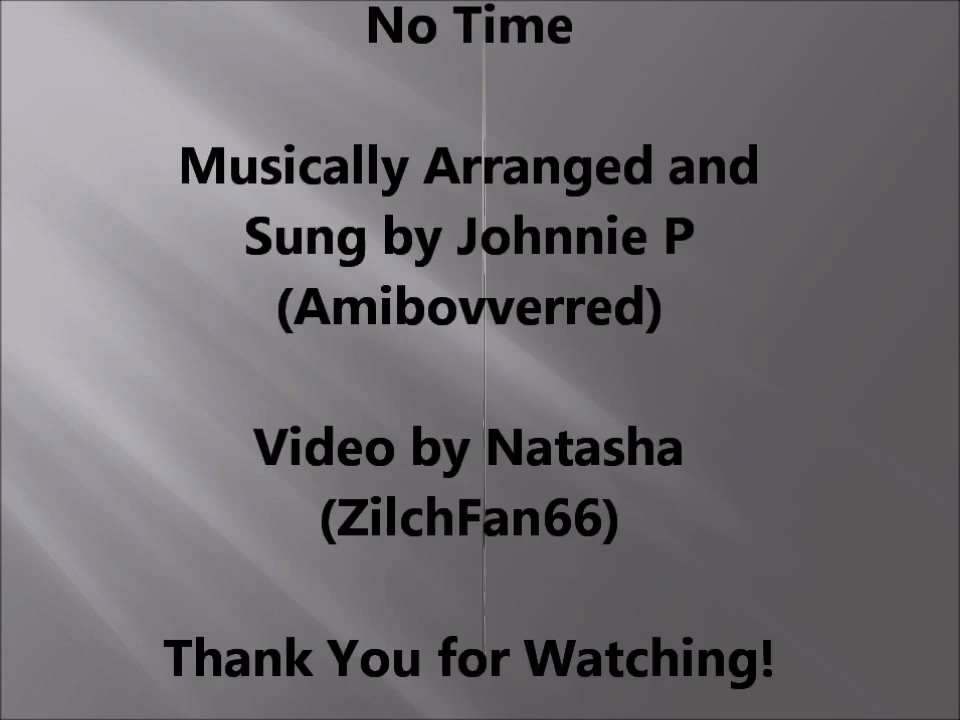 No Time
Musically Arranged and
Sung by Johnnie P
(Amibovverred)
Video by Natasha
(ZilchFan66)
Thank You for Watching!